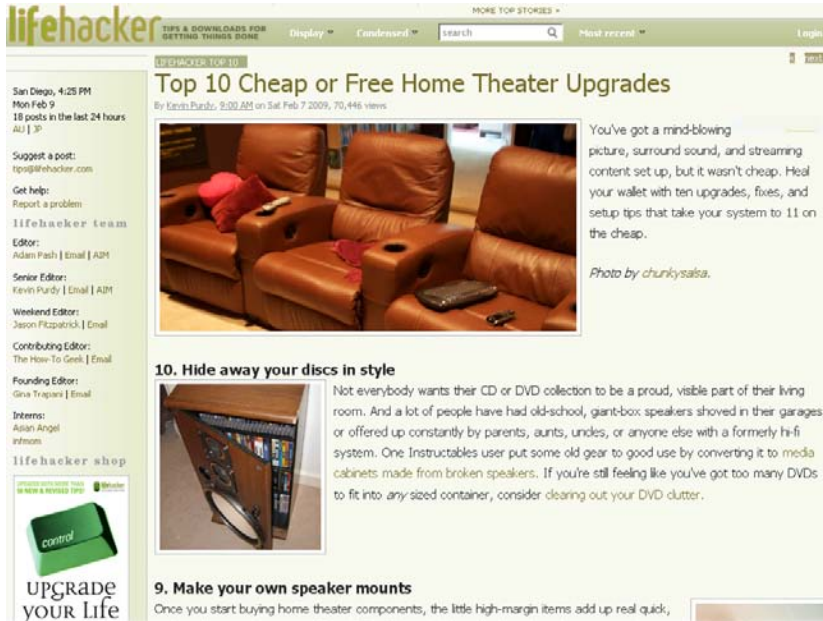 MORE TOP STORIES »
lifehacker
TIPS & DOWNLOADS FOR
GETTING THINGS DONE
Display
Condensed
search
Most recent
Login
LIFEHACKER TOP 10
next
Top 10 Cheap or Free Home Theater Upgrades
By Kevin Purdy, 9:00 AM on Sat Feb 7 2009, 70,446 views
San Diego, 4:25 PM
Mon Feb 9
18 posts in the last 24 hours
AU | JP
Suggest a post:
tips@lifehacker.com
Get help:
Report a problem
lifehacker team
Editor:
Adam Pash | Email | AIM
Senior Editor:
Kevin Purdy | Email | AIM
Weekend Editor:
Jason Fitzpatrick | Email
Contributing Editor:
The How-To Geek | Email
Founding Editor:
Gina Trapani | Email
Interns:
Asian Angel
infmom
lifehacker shop
UPDATED WITH MORE THAN
NEW & REVISED TIPS!
control
UPGRADE
YOUR LIFE
You've got a mind-blowing
picture, surround sound, and streaming
content set up, but it wasn't cheap. Heal
your wallet with ten upgrades, fixes, and
setup tips that take your system to 11 on
the cheap.
Photo by chunkysalsa.
10. Hide away your discs in style
Not everybody wants their CD or DVD collection to be a proud, visible part of their living
room. And a lot of people have had old-school, giant-box speakers shoved in their garages
or offered up constantly by parents, aunts, uncles, or anyone else with a formerly hi-fi
system. One Instructables user put some old gear to good use by converting it to media
cabinets made from broken speakers. If you're still feeling like you've got too many DVDs
to fit into any sized container, consider clearing out your DVD clutter.
9. Make your own speaker mounts
Once you start buying home theater components, the little high-margin items add up real quick,